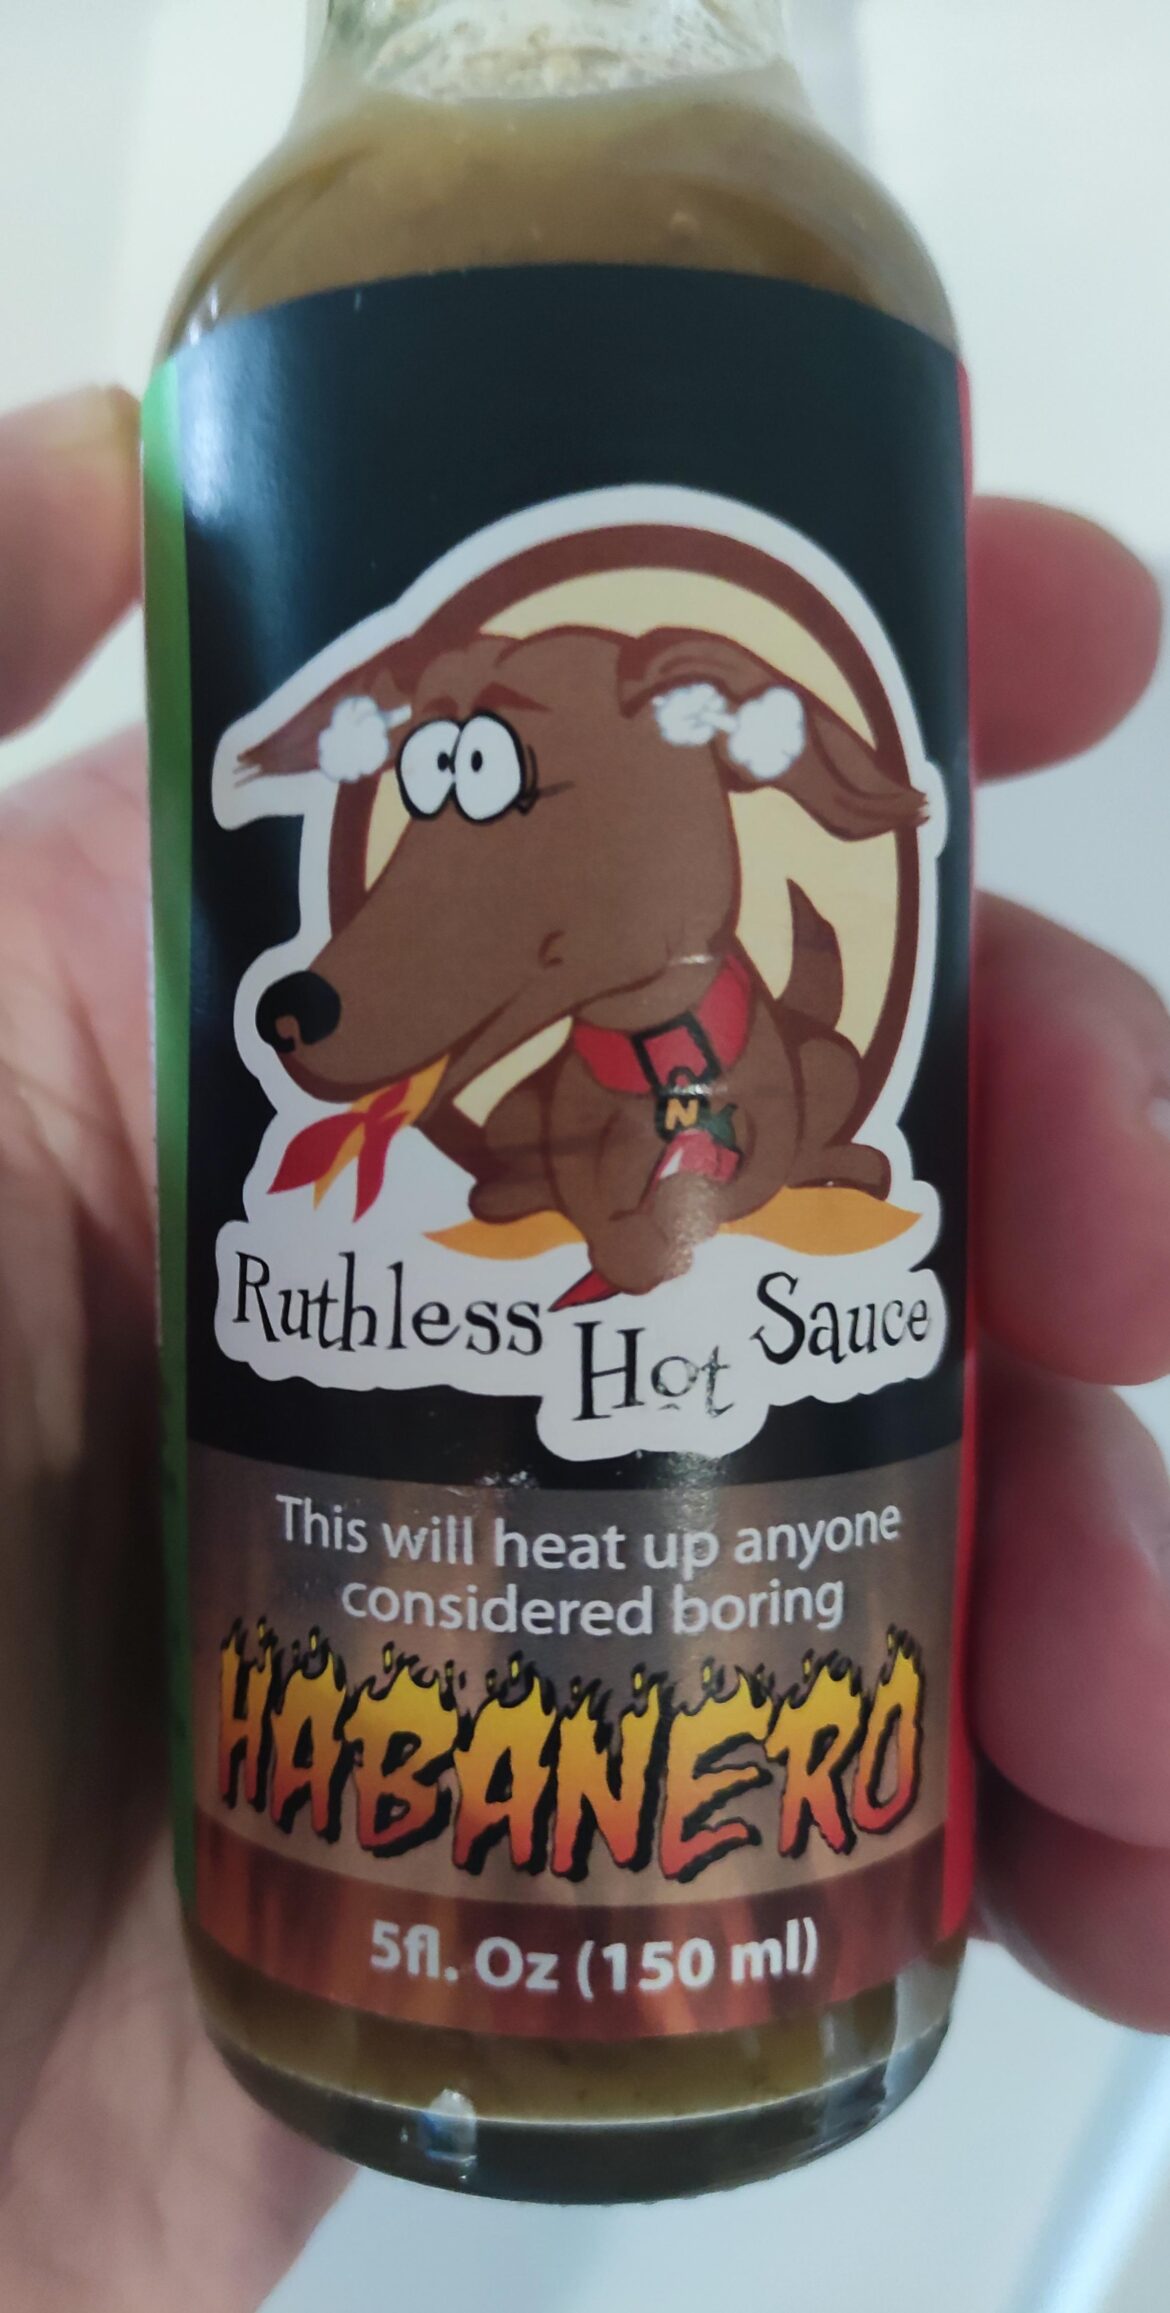 Ruthless Hot Sauce
This will heat up anyone
considered boring
HABANERO
5fl. Oz (150 ml)